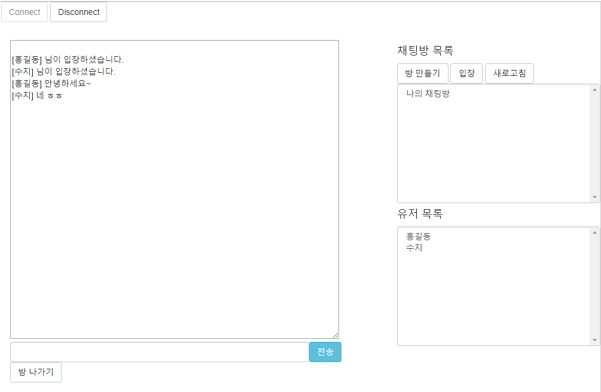 Connect Disconnect
[홍길동] 님이 입장하셨습니다.
[수지] 님이 입장하셨습니다.
[홍길동] 안녕하세요~
[수지] 네 ㅎㅎ
전송
방 나가기
채팅방 목록
방 만들기 입장 새로고침
나의 채팅방
유저 목록
홍길동
수지